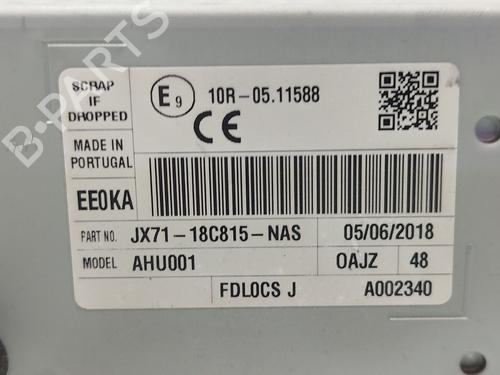 SCRAP
IF
DROPPED
E9 10R-05.11588
CE
MADE IN
PORTUGAL
EE0KA
PART NO. JX71-18C815-NAS 05/06/2018
MODEL AHU001 OAJZ 48
FDLOCS J A002340
B-PARTS